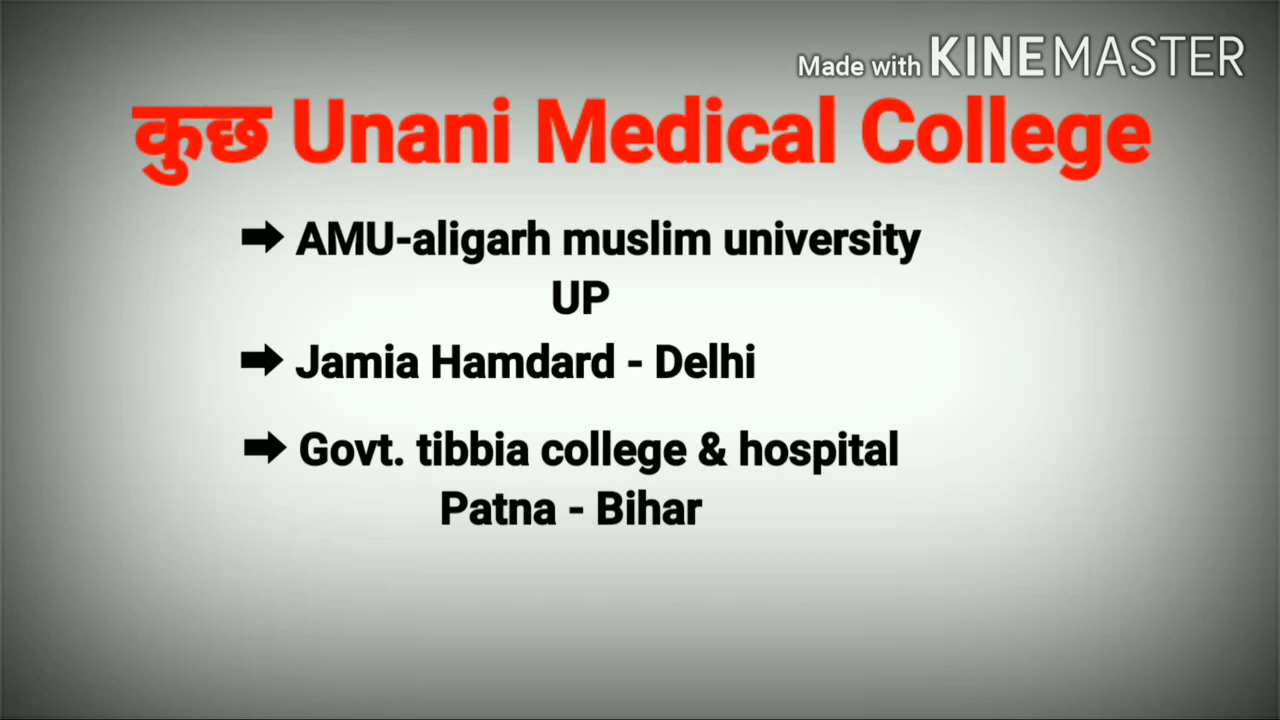 Made with KINEMASTER
कुछ Unani Medical College
➡ AMU-aligarh muslim university
UP
➡ Jamia Hamdard - Delhi
➡ Govt. tibbia college & hospital
Patna - Bihar